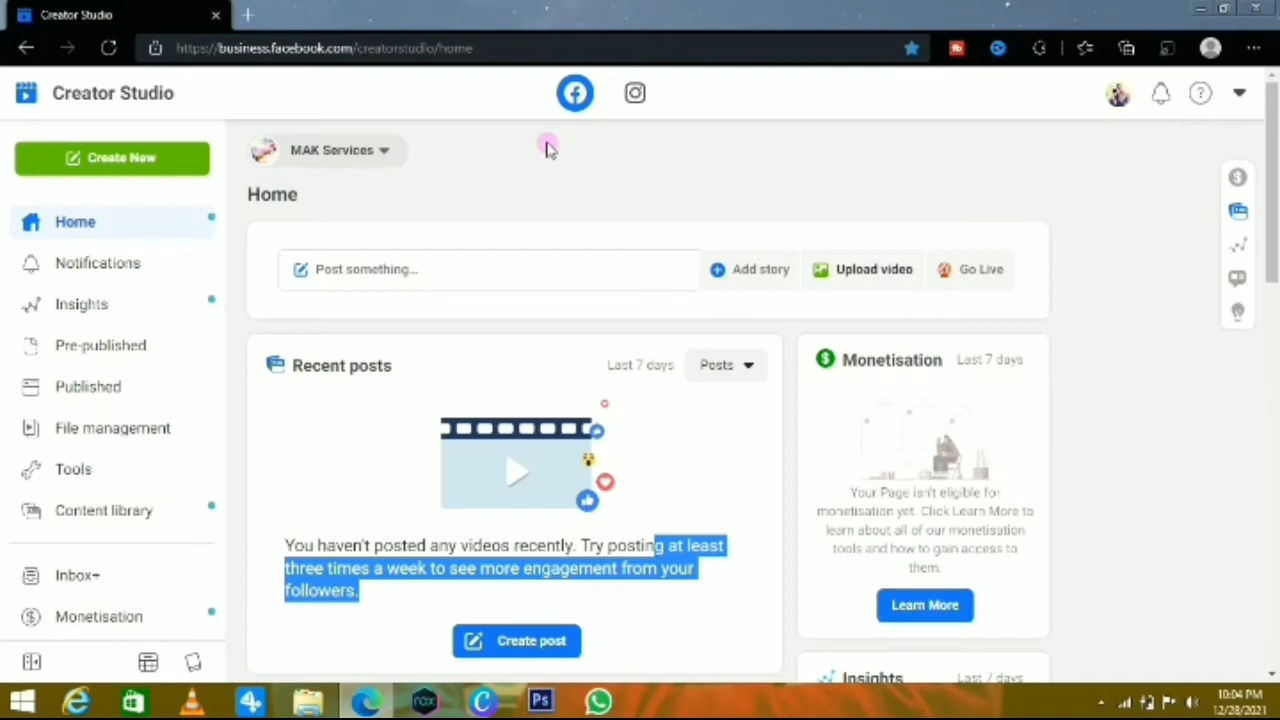 Creator Studio
https://business.facebook.com/creatorstudio/home
Creator Studio
Create New
MAK Services
Home
Home
Notifications
Insights
Pre-published
Published
File management
Tools
Content library
Inbox+
Monetisation
Post something...
Add story
Upload video
Go Live
Recent posts
Last 7 days
Posts
You haven't posted any videos recently. Try posting at least
three times a week to see more engagement from your
followers.
Create post
Monetisation
Last 7 days
Your Page isn't eligible for
monetisation yet. Click Learn More to
learn about all of our monetisation
tools and how to gain access to
them.
Learn More
Insights
Last 7 days
nox
Ps
10:04 PM
12/28/2021